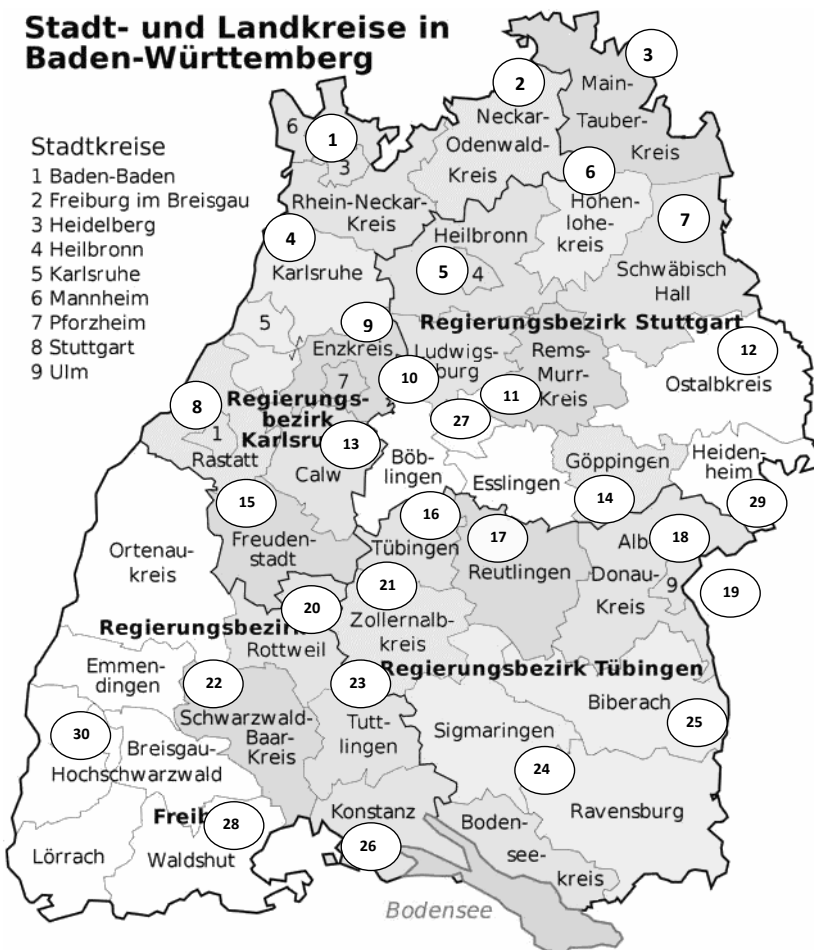 Stadt- und Landkreise in
Baden-Württemberg
Stadtkreise
1 Baden-Baden
2 Freiburg im Breisgau
3 Heidelberg
4 Heilbronn
5 Karlsruhe
6 Mannheim
7 Pforzheim
8 Stuttgart
9 Ulm
3
2
Main-
Tauber-
Kreis
Neckar-
Odenwald-
Kreis
6
1
3
6
Rhein-Neckar-
Kreis
Hohen-
lohe-
kreis
7
4
Heilbronn
Karlsruhe
5
4
Schwäbisch
Hall
5
9
Regierungsbezirk Stuttgart
Enzkreis
Ludwigs-
burg
Rems-
Murr-
Kreis
12
Ostalbkreis
10
7
11
8
Regierungs-
bezirk
27
1
13
Rastatt
Calw
Böb-
lingen
Esslingen
Göppingen
Heiden-
heim
15
14
29
16
17
18
Freuden-
stadt
Tübingen
Alb
Ortenau-
kreis
Reutlingen
Donau-
Kreis
9
19
21
20
Zollernalb-
kreis
Regierungsbezirk
Rottweil
Emmen-
dingen
22
23
Regierungsbezirk Tübingen
Biberach
25
Schwarzwald-
Baar-
Kreis
Tutt-
lingen
Sigmaringen
30
Breisgau-
Hochschwarzwald
24
Freib
28
Konstanz
Boden-
see-
kreis
Ravensburg
26
Lörrach
Waldshut
Bodensee